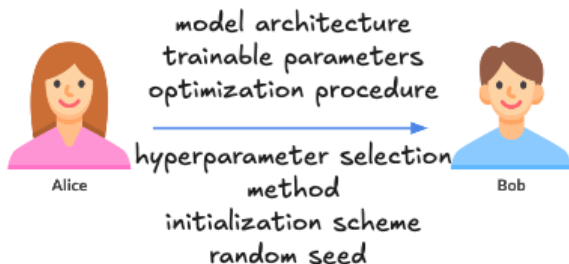 model architecture
trainable parameters
optimization procedure
hyperparameter selection
method
initialization scheme
random seed
Alice
Bob